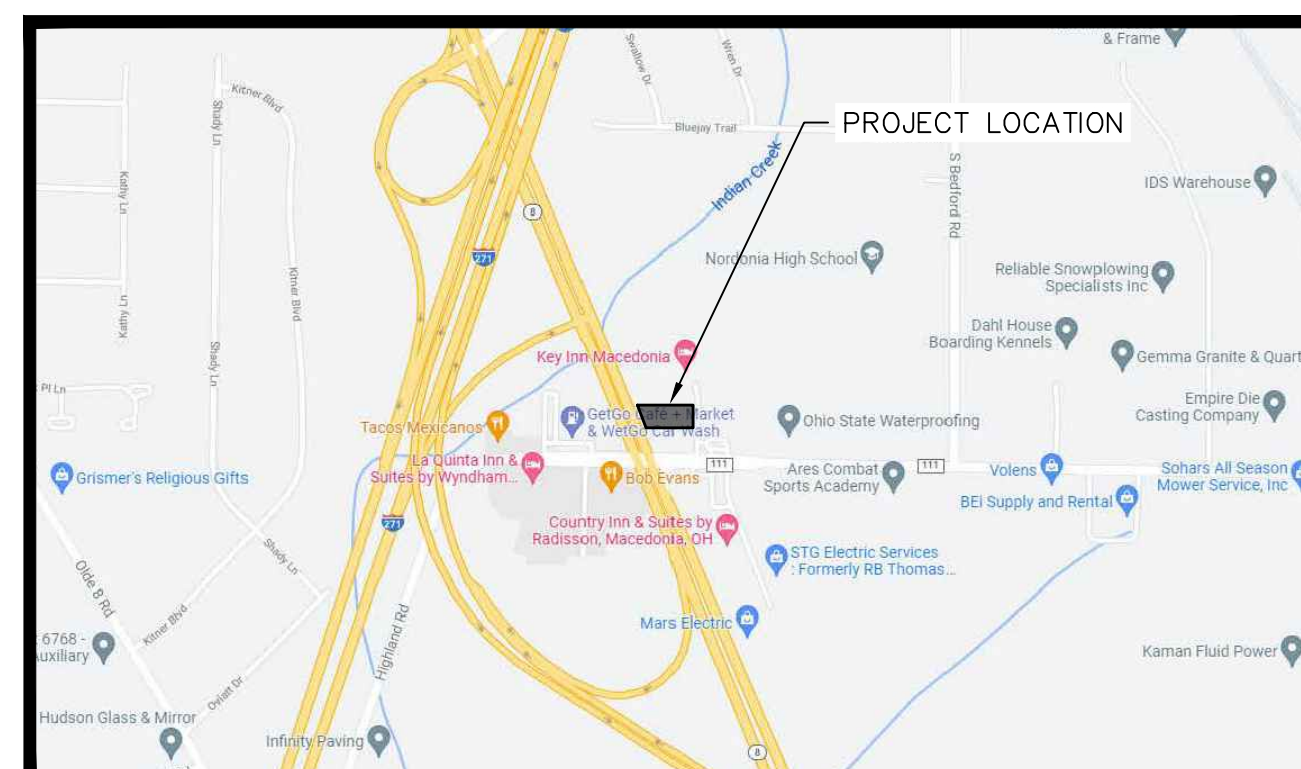 & Frame
Swallow Dr
Wren Dr
Kitner Blvd
Shady Ln
Bluejay Trail
PROJECT LOCATION
Indian Creek
S Bedford Rd
IDS Warehouse
Kathy Ln
8
271
Nordonia High School
Reliable Snowplowing
Specialists Inc
Kitner Blvd
Kathy Ln
Shady Ln
Dahl House
Boarding Kennels
Key Inn Macedonia
Gemma Granite & Quart
Pl Ln
Empire Die
Casting Company
GetGo Café + Market
& WetGo Car Wash
Tacos Mexicanos
Ohio State Waterproofing
La Quinta Inn &
Suites by Wyndham...
111
111
Bob Evans
Ares Combat
Sports Academy
Volens
Sohars All Season
Mower Service, Inc
Grismer's Religious Gifts
BEI Supply and Rental
271
Country Inn & Suites by
Radisson, Macedonia, OH
Shady Ln
STG Electric Services
: Formerly RB Thomas...
Olde 8 Rd
Kitner Blvd
Highland Rd
Mars Electric
6768 -
uxiliary
Kaman Fluid Power
Oviatt Dr
Hudson Glass & Mirror
Infinity Paving
8